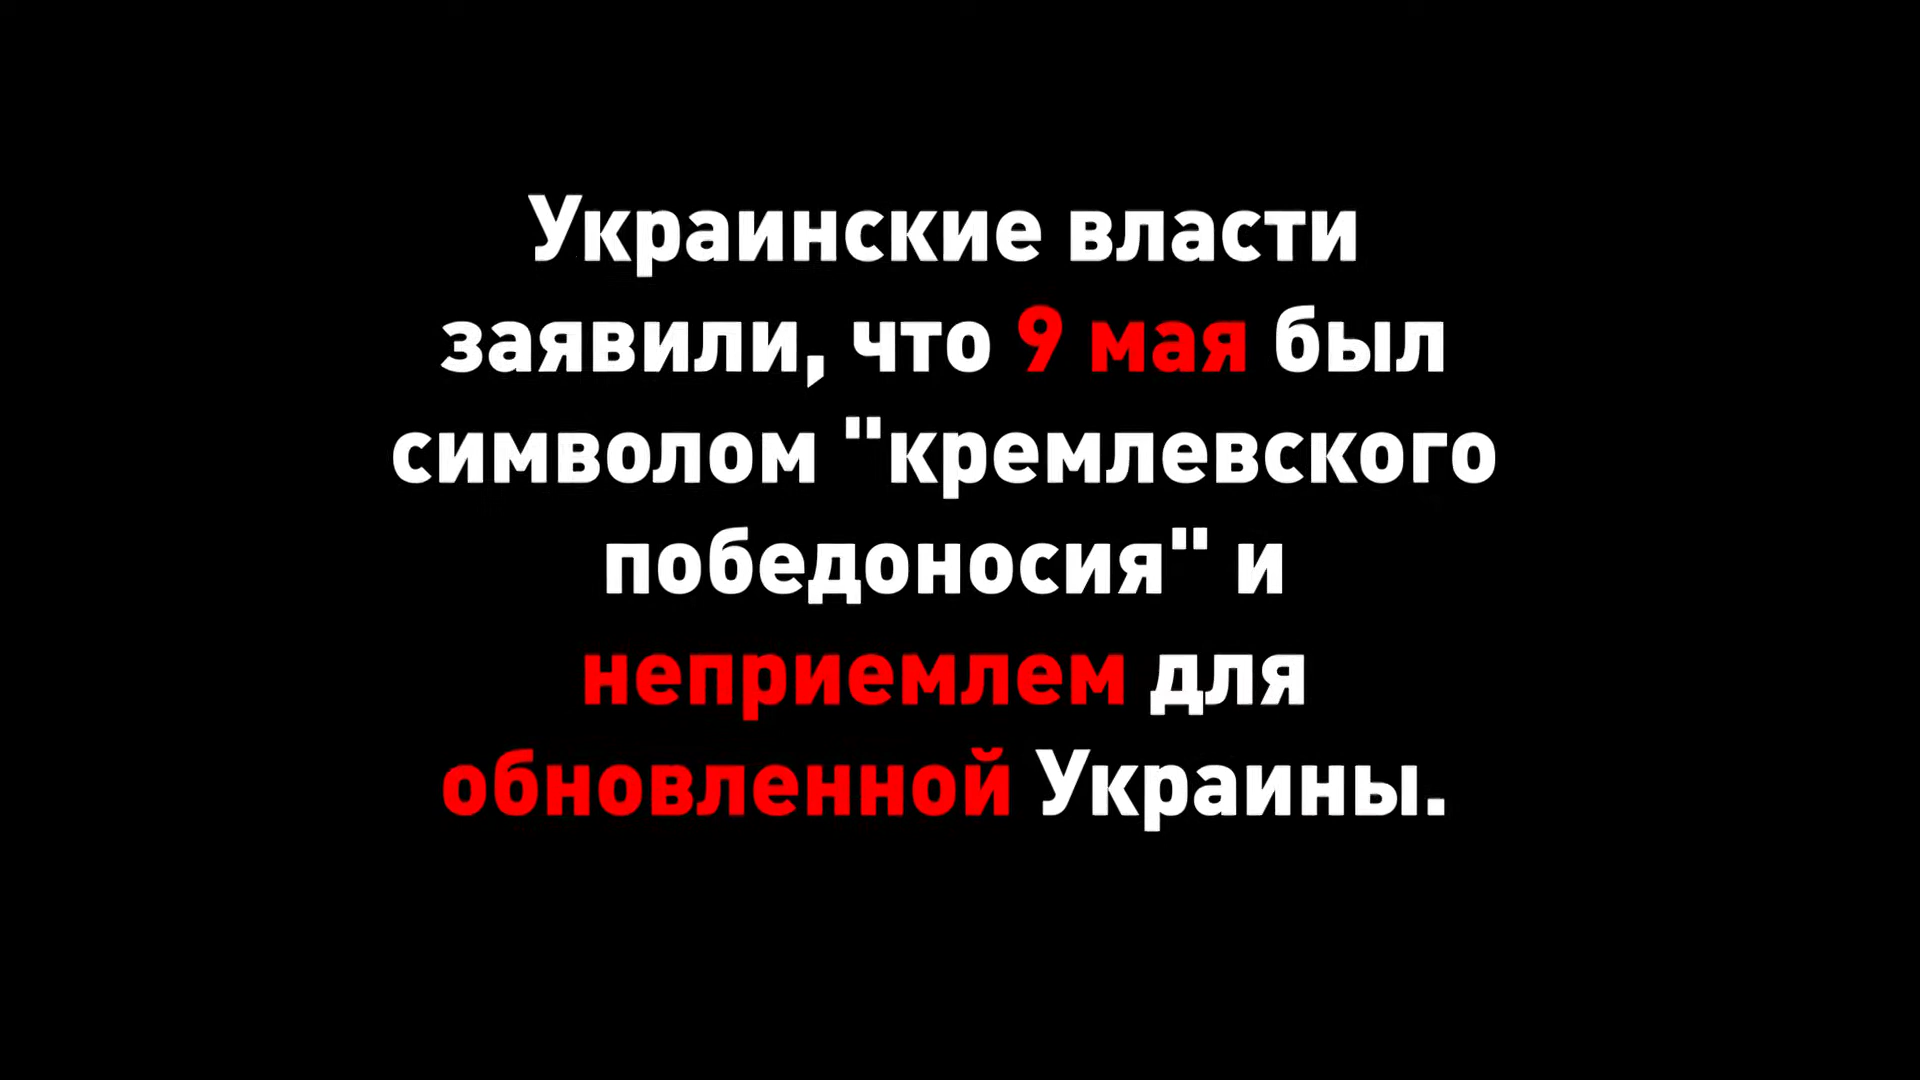 Украинские власти
заявили, что 9 мая был
символом "кремлевского
победоносия" и
неприемлем для
обновленной Украины.